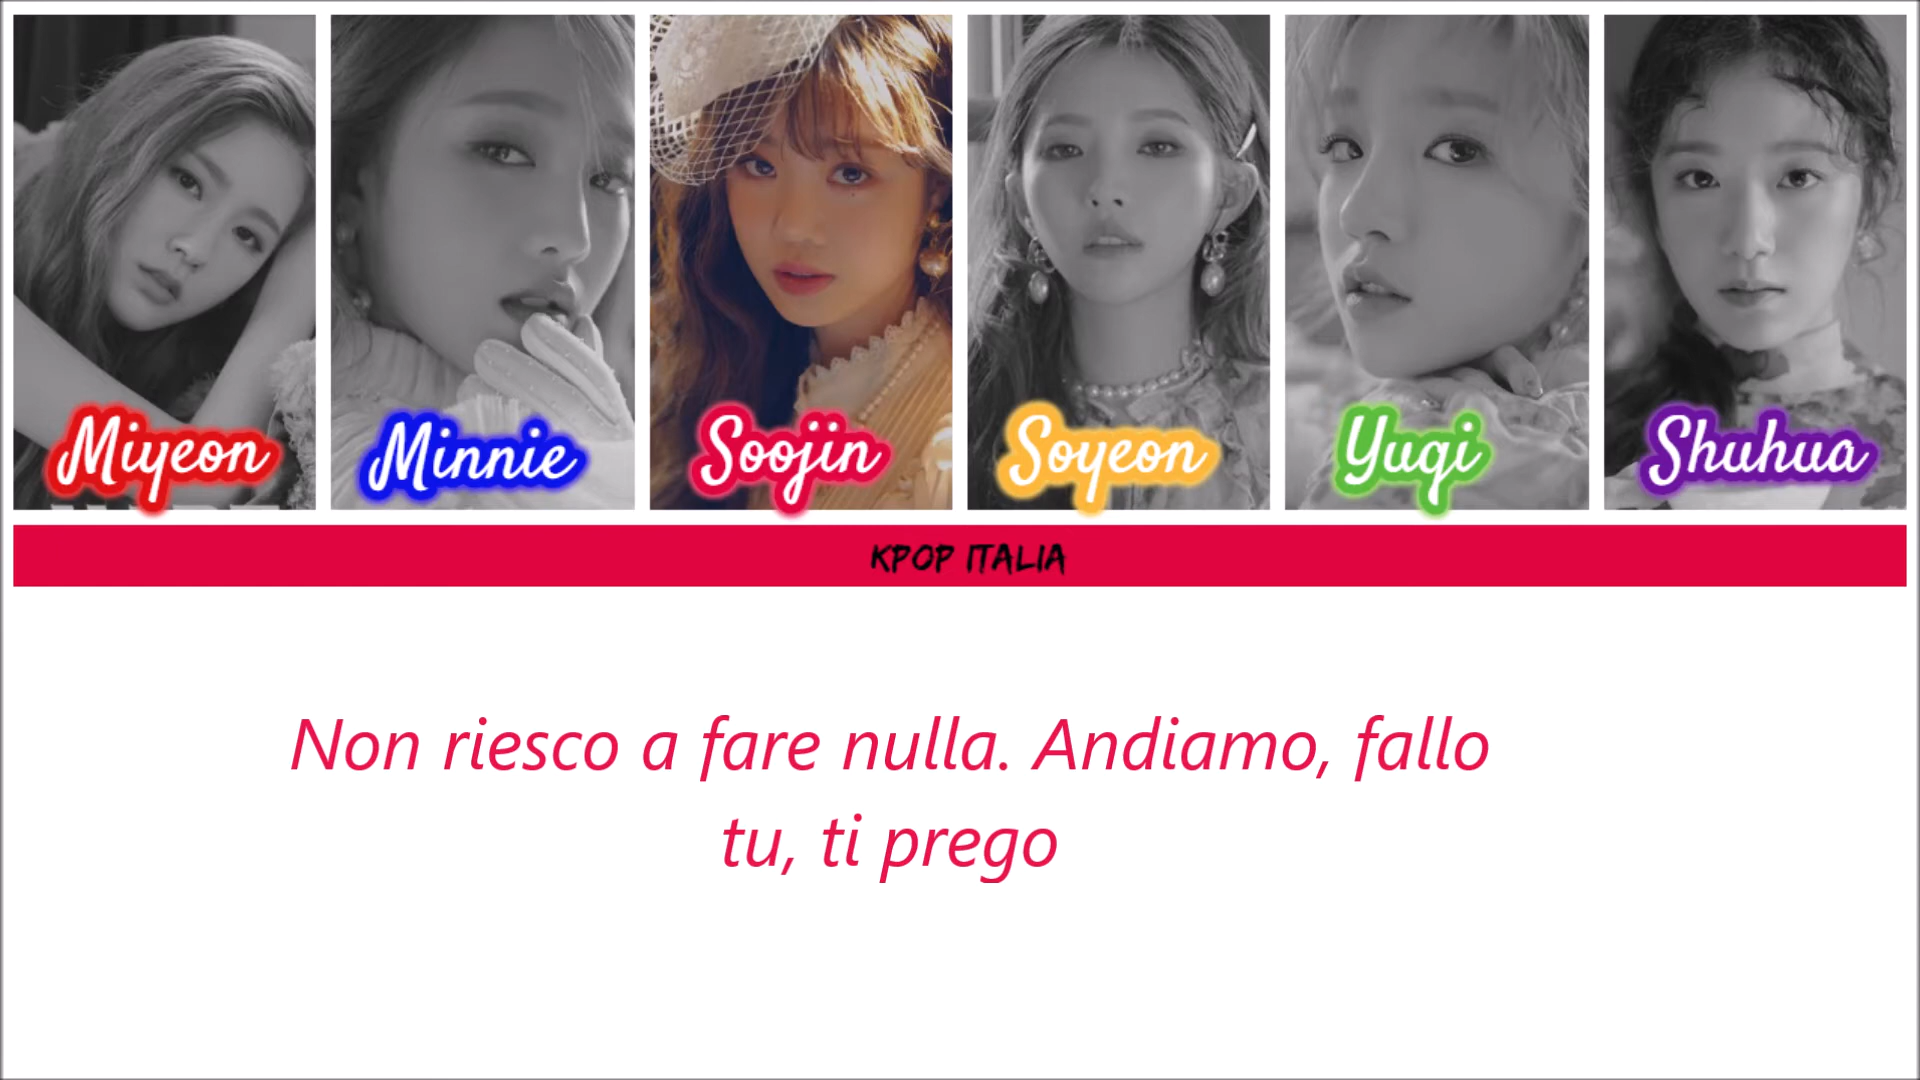 Miyeon Minnie Soojin Soyeon Yuqi Shuhua
KPOP ITALIA
Non riesco a fare nulla. Andiamo, fallo
tu, ti prego